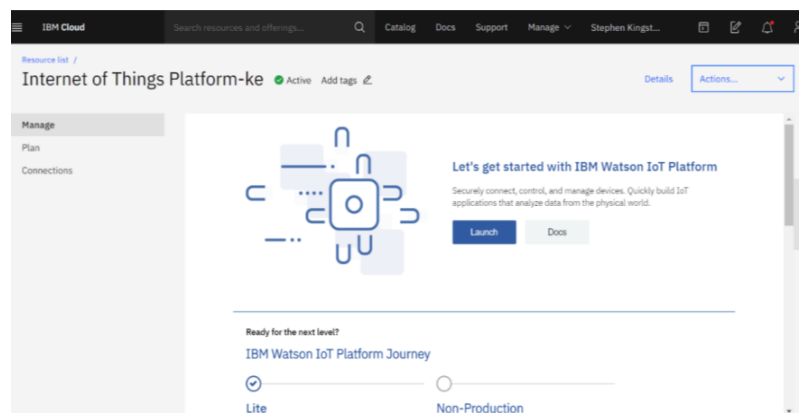 IBM Cloud Search resources and offerings... Catalog Docs Support Manage Stephen Kingst...
Resource list /
Internet of Things Platform-ke Active Add tags Details Actions...
Manage
Plan
Connections
Let's get started with IBM Watson IoT Platform
Securely connect, control, and manage devices. Quickly build IoT
applications that analyze data from the physical world.
Launch Docs
Ready for the next level?
IBM Watson IoT Platform Journey
Lite Non-Production